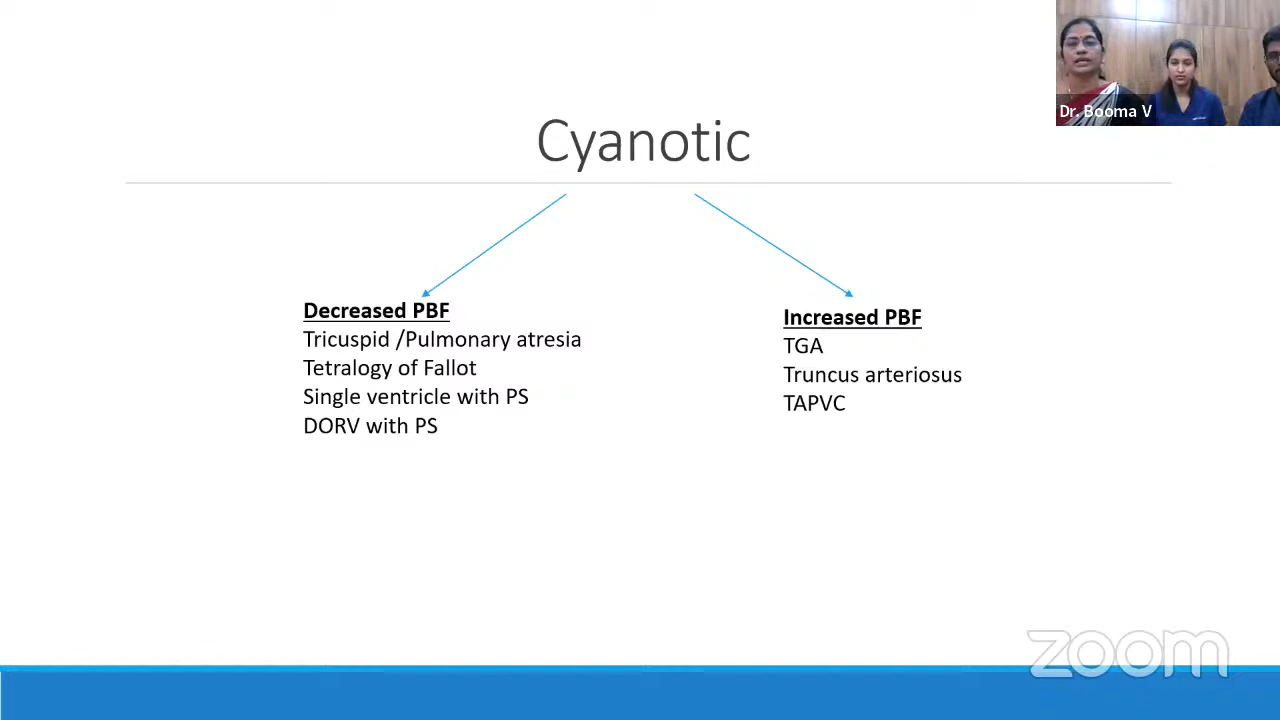 Dr. Booma V
Cyanotic
Decreased PBF
Tricuspid /Pulmonary atresia
Tetralogy of Fallot
Single ventricle with PS
DORV with PS
Increased PBF
TGA
Truncus arteriosus
TAPVC
zoom